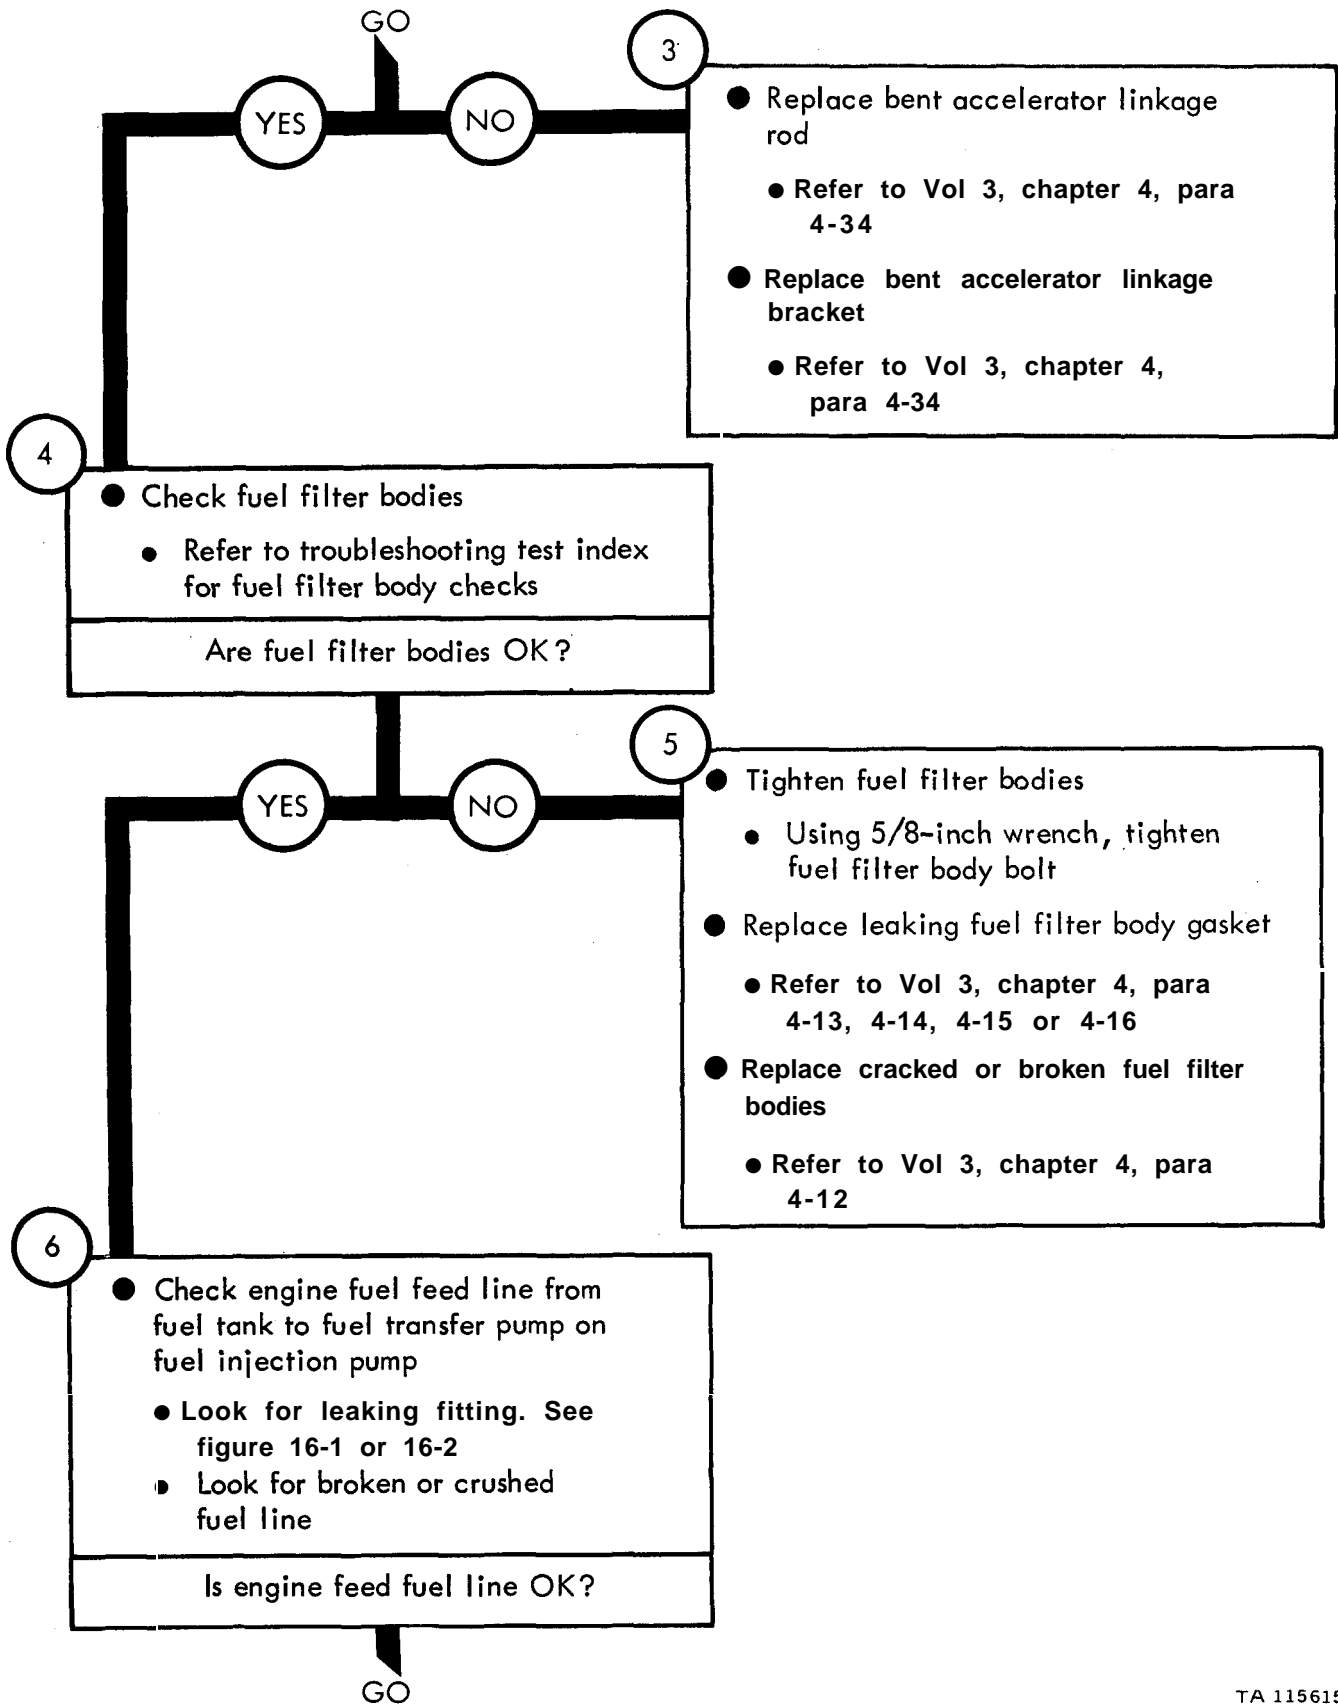 GO
YES
NO
3
● Replace bent accelerator linkage
rod
● Refer to Vol 3, chapter 4, para
4-34
● Replace bent accelerator linkage
bracket
● Refer to Vol 3, chapter 4,
para 4-34
4
● Check fuel filter bodies
● Refer to troubleshooting test index
for fuel filter body checks
Are fuel filter bodies OK?
YES
NO
5
● Tighten fuel filter bodies
● Using 5/8-inch wrench, tighten
fuel filter body bolt
● Replace leaking fuel filter body gasket
● Refer to Vol 3, chapter 4, para
4-13, 4-14, 4-15 or 4-16
● Replace cracked or broken fuel filter
bodies
● Refer to Vol 3, chapter 4, para
4-12
6
● Check engine fuel feed line from
fuel tank to fuel transfer pump on
fuel injection pump
● Look for leaking fitting. See
figure 16-1 or 16-2
● Look for broken or crushed
fuel line
Is engine feed fuel line OK?
GO
TA 115615